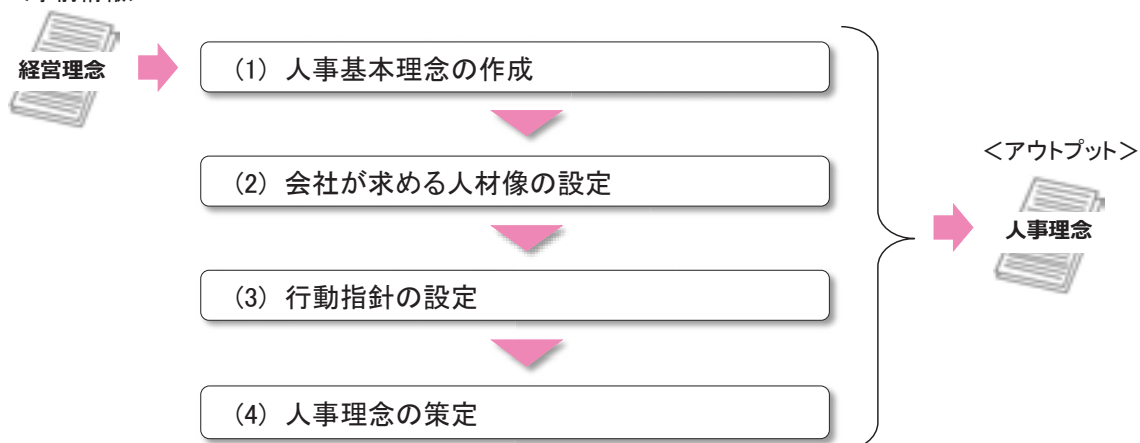 経営理念
(1) 人事基本理念の作成
(2) 会社が求める人材像の設定
(3) 行動指針の設定
(4) 人事理念の策定
<アウトプット>
人事理念